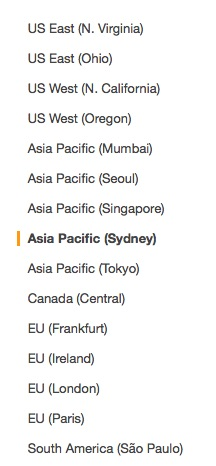 US East (N. Virginia)
US East (Ohio)
US West (N. California)
US West (Oregon)
Asia Pacific (Mumbai)
Asia Pacific (Seoul)
Asia Pacific (Singapore)
Asia Pacific (Sydney)
Asia Pacific (Tokyo)
Canada (Central)
EU (Frankfurt)
EU (Ireland)
EU (London)
EU (Paris)
South America (São Paulo)